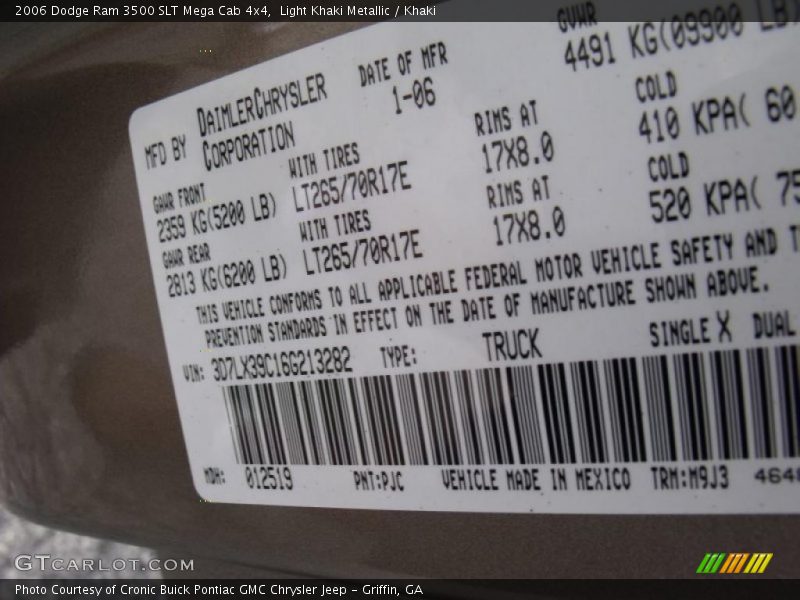 2006 Dodge Ram 3500 SLT Mega Cab 4x4, Light Khaki Metallic / Khaki
GVWR
4491 KG(09900 LB)
MFD BY DAIMLERCHRYSLER CORPORATION
DATE OF MFR
1-06
GAWR FRONT
2359 KG(5200 LB)
WITH TIRES
LT265/70R17E
RIMS AT
17X8.0
COLD
410 KPA( 60
GAWR REAR
2813 KG(6200 LB)
WITH TIRES
LT265/70R17E
RIMS AT
17X8.0
COLD
520 KPA( 75
THIS VEHICLE CONFORMS TO ALL APPLICABLE FEDERAL MOTOR VEHICLE SAFETY AND T
PREVENTION STANDARDS IN EFFECT ON THE DATE OF MANUFACTURE SHOWN ABOVE.
VIN: 3D7LX39C16G213282 TYPE: TRUCK SINGLE X DUAL
MDH: 012519 PNT:PJC VEHICLE MADE IN MEXICO TRM:M9J3 4648
GTCARLOT.COM
Photo Courtesy of Cronic Buick Pontiac GMC Chrysler Jeep - Griffin, GA